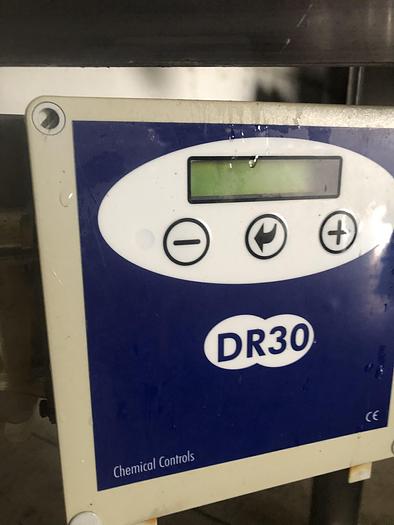 − +
DR30
CE
Chemical Controls